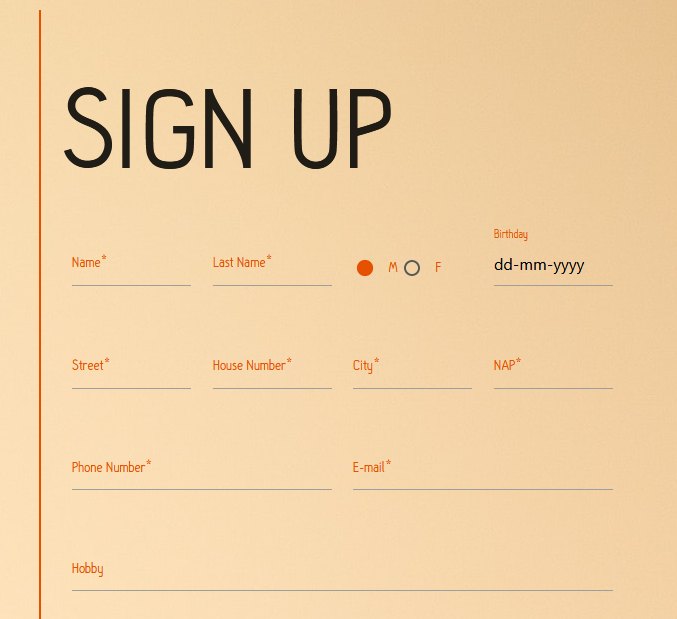 SIGN UP
Birthday
Name* Last Name* M F dd-mm-yyyy
Street* House Number* City* NAP*
Phone Number* E-mail*
Hobby